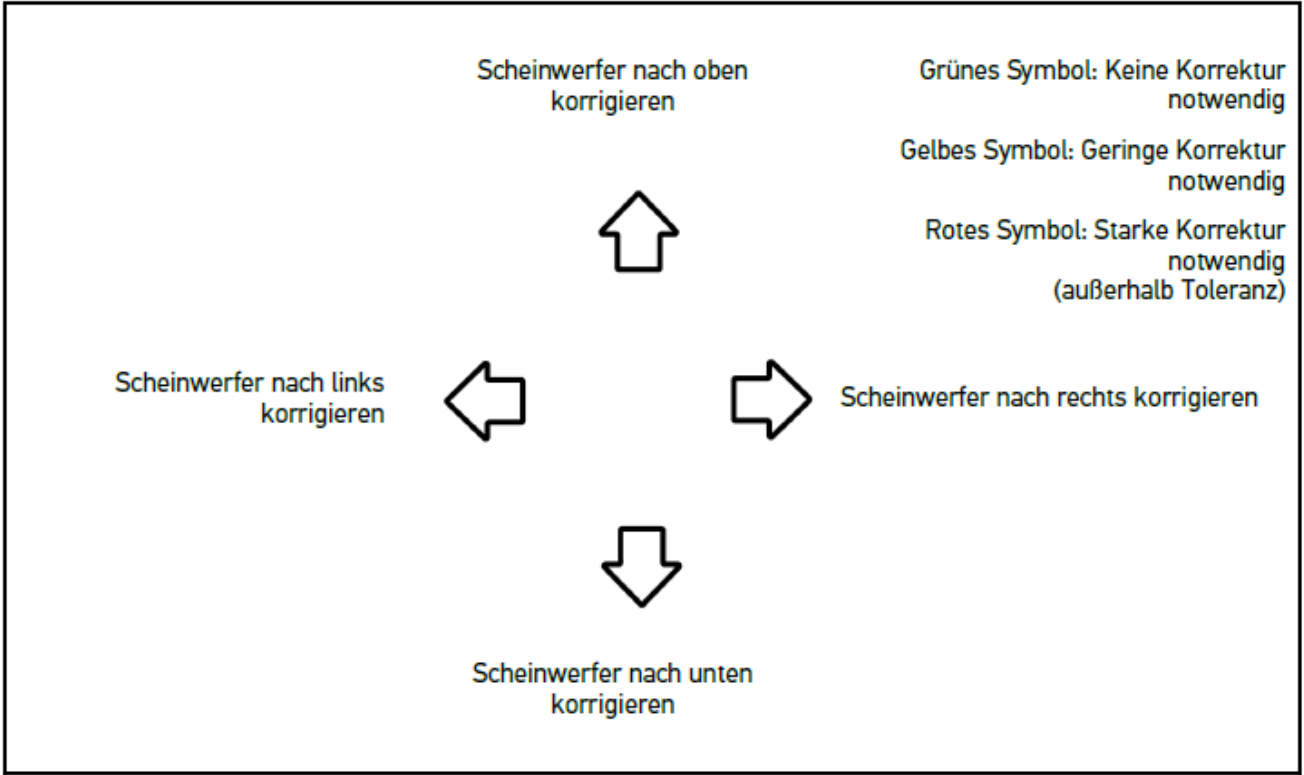 Scheinwerfer nach oben
korrigieren
Grünes Symbol: Keine Korrektur
notwendig
Gelbes Symbol: Geringe Korrektur
notwendig
Rotes Symbol: Starke Korrektur
notwendig
(außerhalb Toleranz)
Scheinwerfer nach links
korrigieren
Scheinwerfer nach rechts korrigieren
Scheinwerfer nach unten
korrigieren